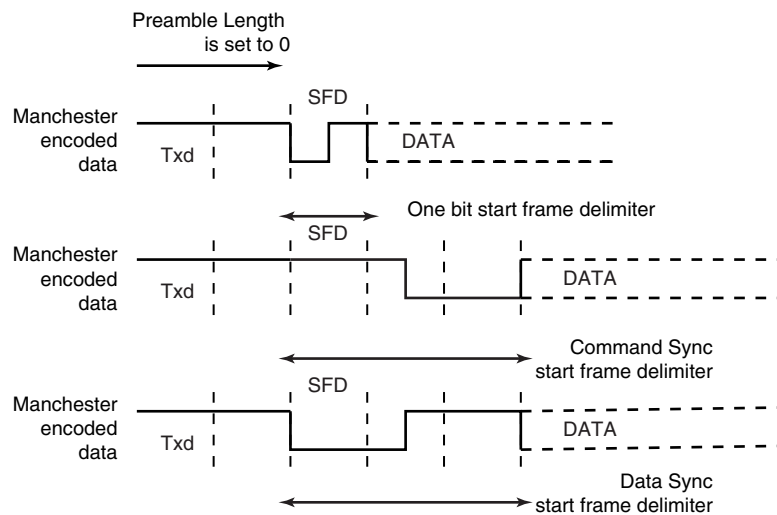 Preamble Length
is set to 0
SFD
Manchester
encoded
data
Txd
DATA
One bit start frame delimiter
SFD
Manchester
encoded
data
Txd
DATA
Command Sync
start frame delimiter
SFD
Manchester
encoded
data
Txd
DATA
Data Sync
start frame delimiter